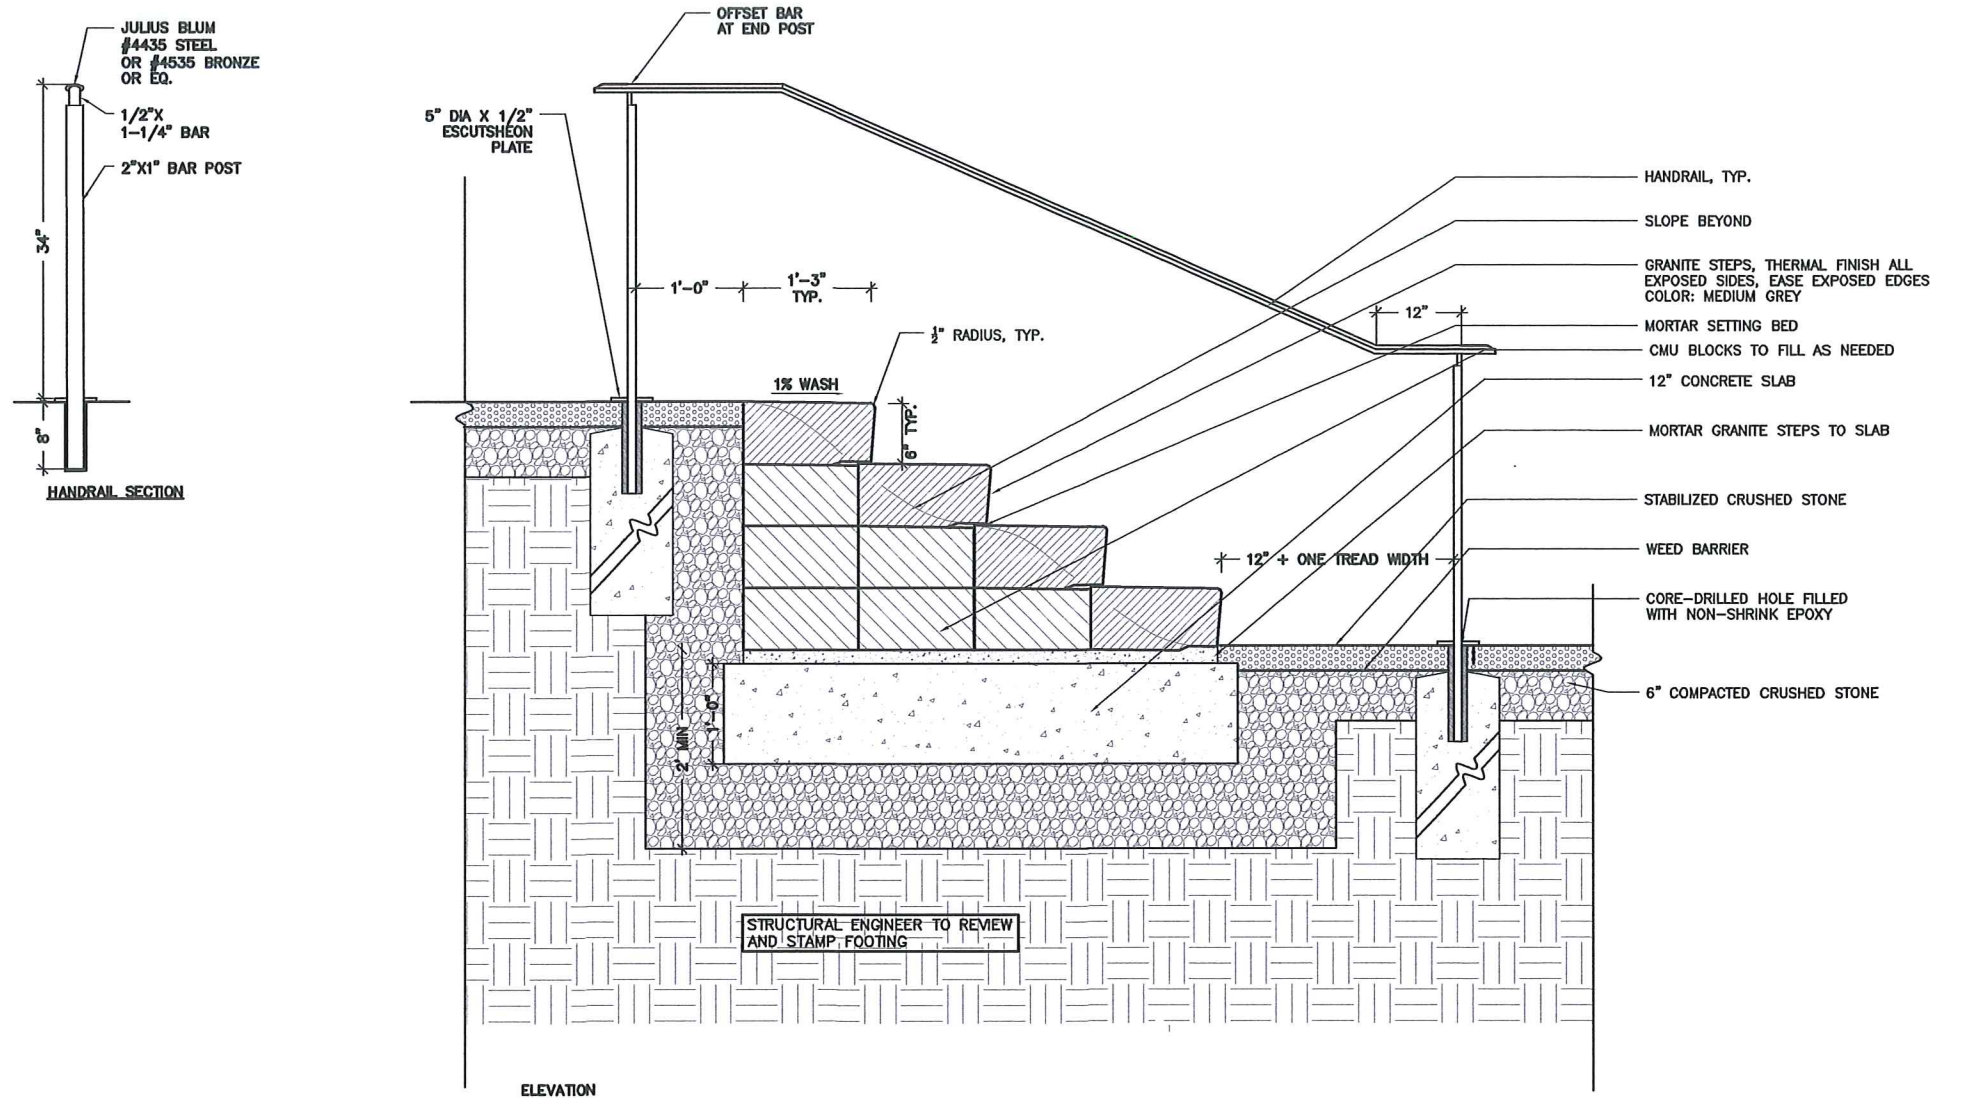 JULIUS BLUM
#4435 STEEL
OR #4535 BRONZE
OR EQ.
1/2"X
1-1/4" BAR
2"X1" BAR POST
34"
8"
HANDRAIL SECTION
OFFSET BAR
AT END POST
5" DIA X 1/2"
ESCUTSHEON
PLATE
1'-0"
1'-3"
TYP.
1/2" RADIUS, TYP.
1% WASH
6" TYP.
12"
12" + ONE TREAD WIDTH
1'-0"
2' MIN
HANDRAIL, TYP.
SLOPE BEYOND
GRANITE STEPS, THERMAL FINISH ALL
EXPOSED SIDES, EASE EXPOSED EDGES
COLOR: MEDIUM GREY
MORTAR SETTING BED
CMU BLOCKS TO FILL AS NEEDED
12" CONCRETE SLAB
MORTAR GRANITE STEPS TO SLAB
STABILIZED CRUSHED STONE
WEED BARRIER
CORE-DRILLED HOLE FILLED
WITH NON-SHRINK EPOXY
6" COMPACTED CRUSHED STONE
STRUCTURAL ENGINEER TO REVIEW
AND STAMP FOOTING
ELEVATION